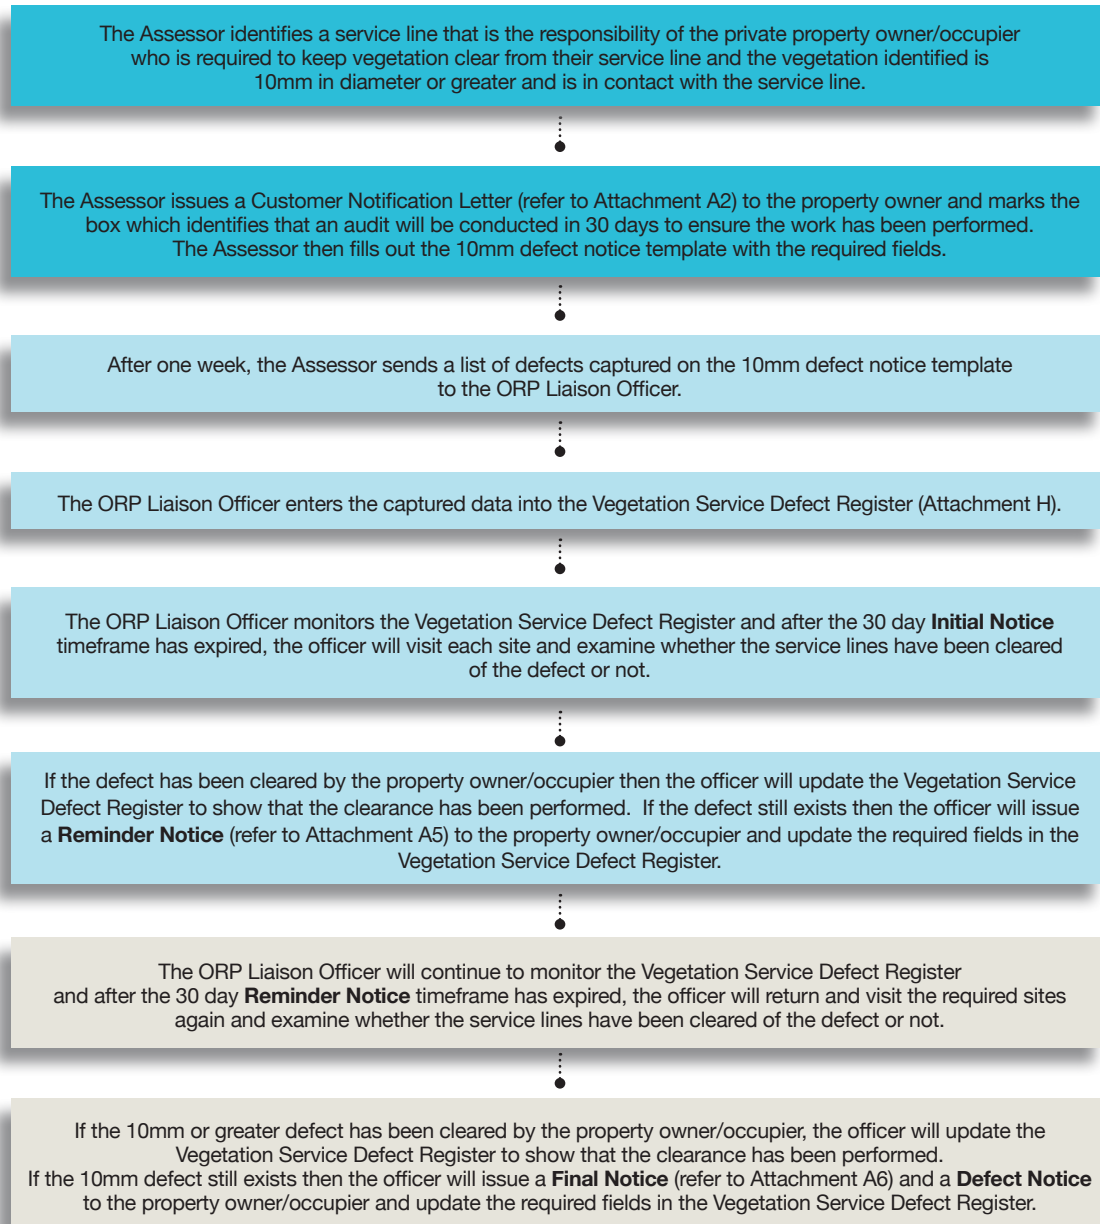 The Assessor identifies a service line that is the responsibility of the private property owner/occupier
who is required to keep vegetation clear from their service line and the vegetation identified is
10mm in diameter or greater and is in contact with the service line.
The Assessor issues a Customer Notification Letter (refer to Attachment A2) to the property owner and marks the
box which identifies that an audit will be conducted in 30 days to ensure the work has been performed.
The Assessor then fills out the 10mm defect notice template with the required fields.
After one week, the Assessor sends a list of defects captured on the 10mm defect notice template
to the ORP Liaison Officer.
The ORP Liaison Officer enters the captured data into the Vegetation Service Defect Register (Attachment H).
The ORP Liaison Officer monitors the Vegetation Service Defect Register and after the 30 day Initial Notice
timeframe has expired, the officer will visit each site and examine whether the service lines have been cleared
of the defect or not.
If the defect has been cleared by the property owner/occupier then the officer will update the Vegetation Service
Defect Register to show that the clearance has been performed.  If the defect still exists then the officer will issue
a Reminder Notice (refer to Attachment A5) to the property owner/occupier and update the required fields in the
Vegetation Service Defect Register.
The ORP Liaison Officer will continue to monitor the Vegetation Service Defect Register
and after the 30 day Reminder Notice timeframe has expired, the officer will return and visit the required sites
again and examine whether the service lines have been cleared of the defect or not.
If the 10mm or greater defect has been cleared by the property owner/occupier, the officer will update the
Vegetation Service Defect Register to show that the clearance has been performed.
If the 10mm defect still exists then the officer will issue a Final Notice (refer to Attachment A6) and a Defect Notice
to the property owner/occupier and update the required fields in the Vegetation Service Defect Register.